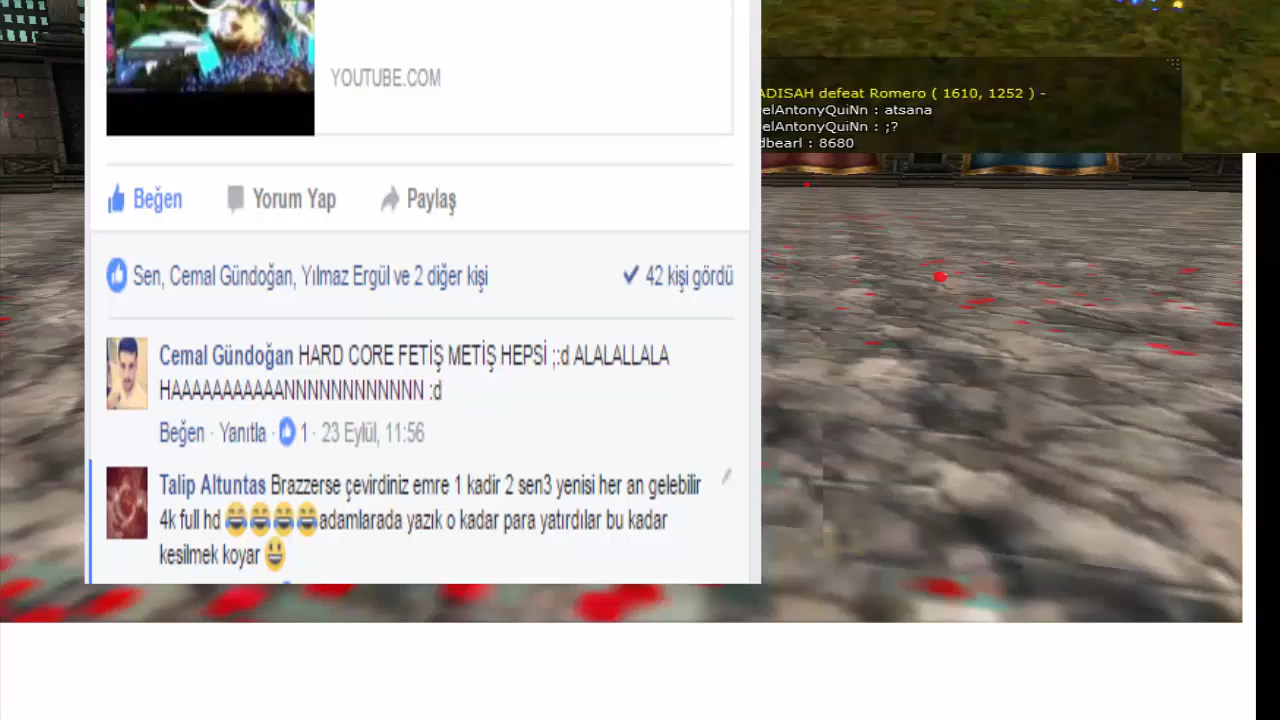 YOUTUBE.COM
ADISAH defeat Romero ( 1610, 1252 ) -
elAntonyQuiNn : atsana
elAntonyQuiNn : ;?
dbearl : 8680
Beğen Yorum Yap Paylaş
Sen, Cemal Gündoğan, Yılmaz Ergül ve 2 diğer kişi 42 kişi gördü
Cemal Gündoğan HARD CORE FETİŞ METİŞ HEPSİ ;:d ALALALLALA
HAAAAAAAAAAANNNNNNNNNNNN :d
Beğen · Yanıtla · 1 · 23 Eylül, 11:56
Talip Altuntas Brazzerse çevirdiniz emre 1 kadir 2 sen3 yenisi her an gelebilir
4k full hd 😂😂😂😂adamlarada yazık o kadar para yatırdılar bu kadar
kesilmek koyar 😃